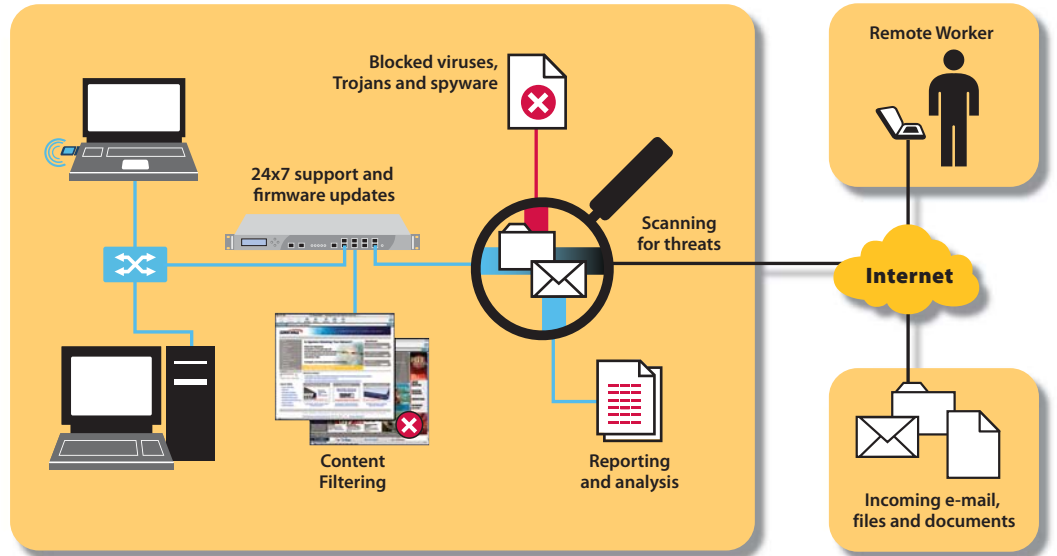 Blocked viruses,
Trojans and spyware
Remote Worker
24x7 support and
firmware updates
Scanning
for threats
Internet
Content
Filtering
Reporting
and analysis
Incoming e-mail,
files and documents